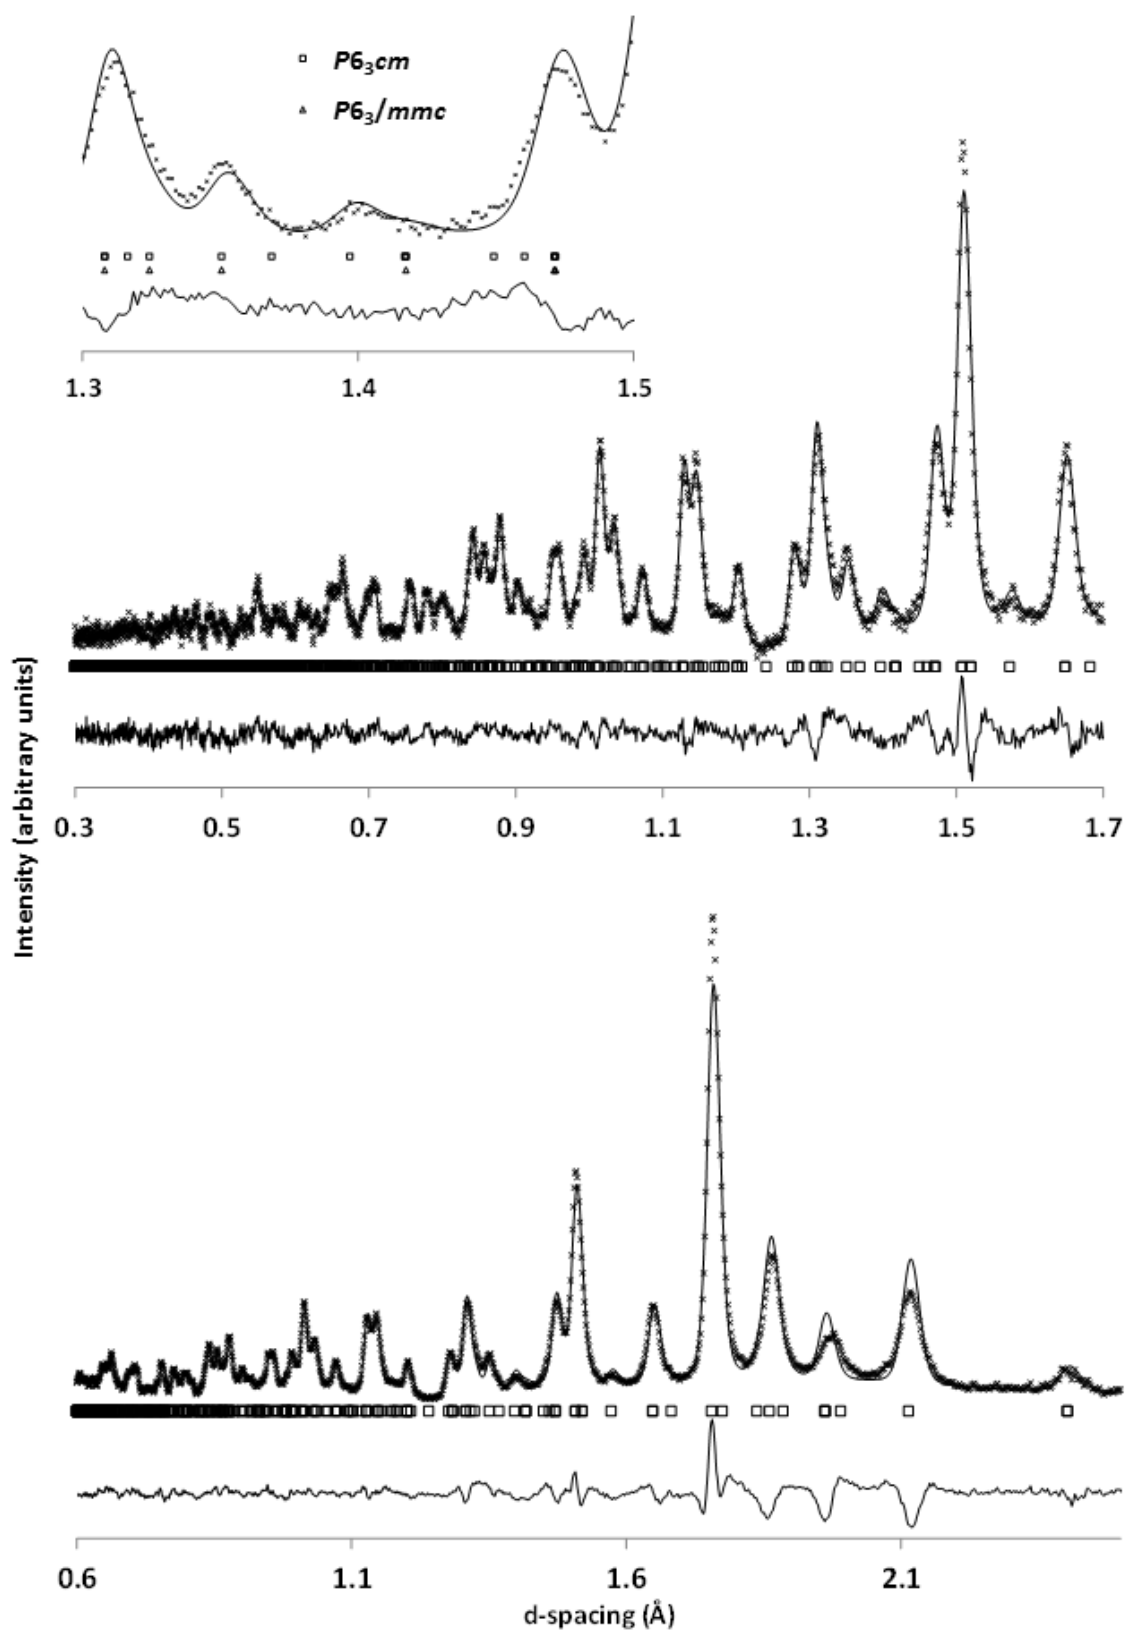 P6₃cm
P6₃/mmc
1.3 1.4 1.5
Intensity (arbitrary units)
0.3 0.5 0.7 0.9 1.1 1.3 1.5 1.7
0.6 1.1 1.6 2.1
d-spacing (Å)